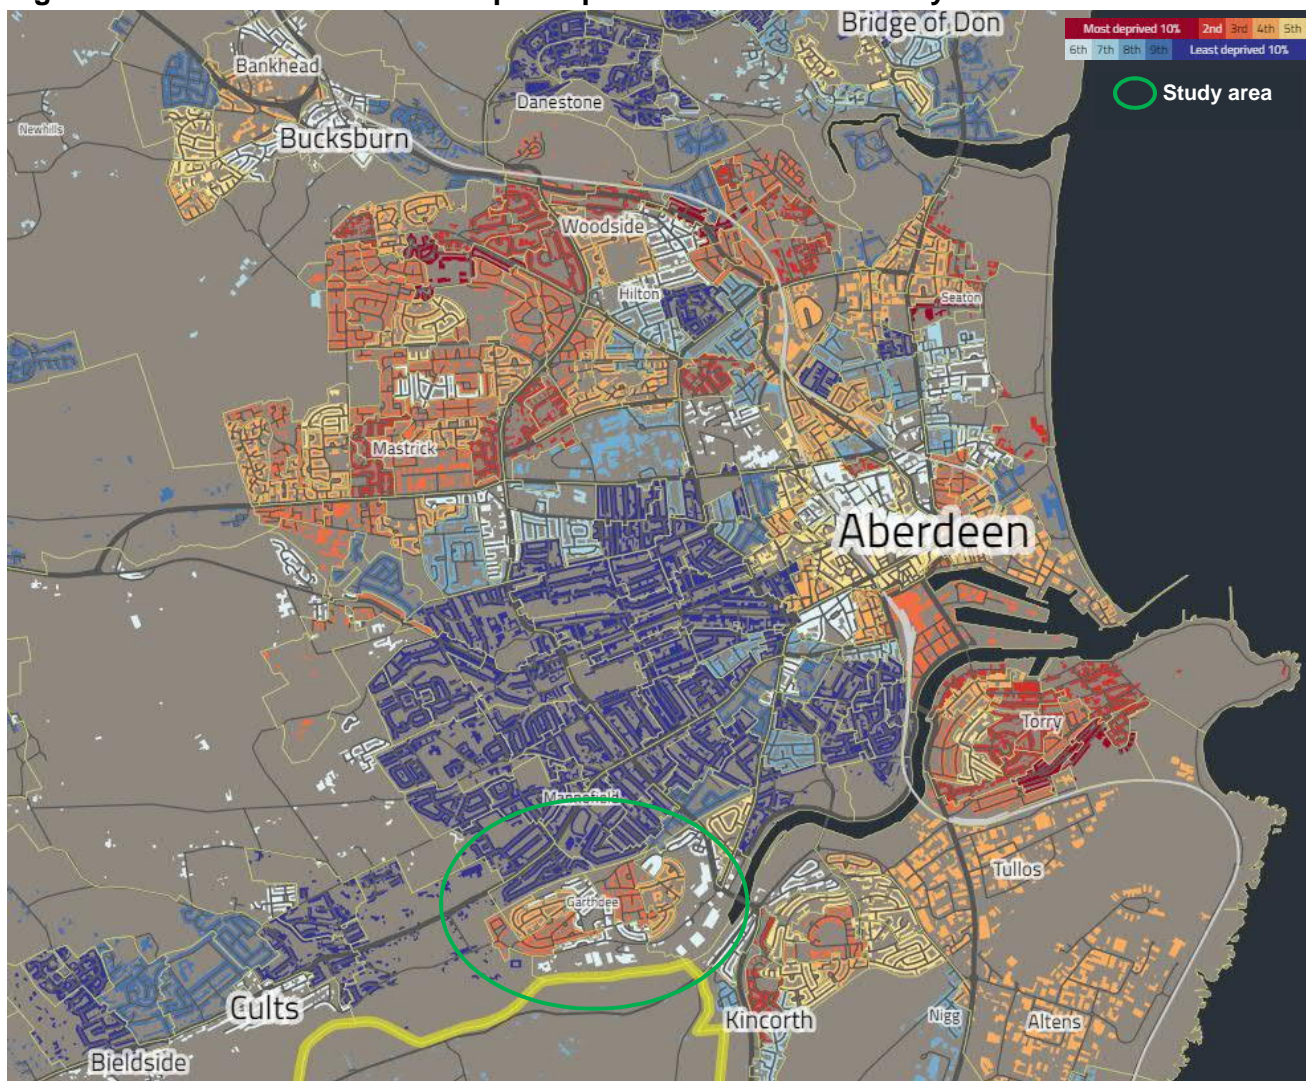 Bridge of Don
Most deprived 10% 2nd 3rd 4th 5th
6th 7th 8th 9th Least deprived 10%
Study area
Bankhead
Danestone
Newhills
Bucksburn
Woodside
Hilton
Seaton
Mastrick
Aberdeen
Torry
Mannofield
Tullos
Garthdee
Cults
Kincorth
Nigg
Altens
Bieldside